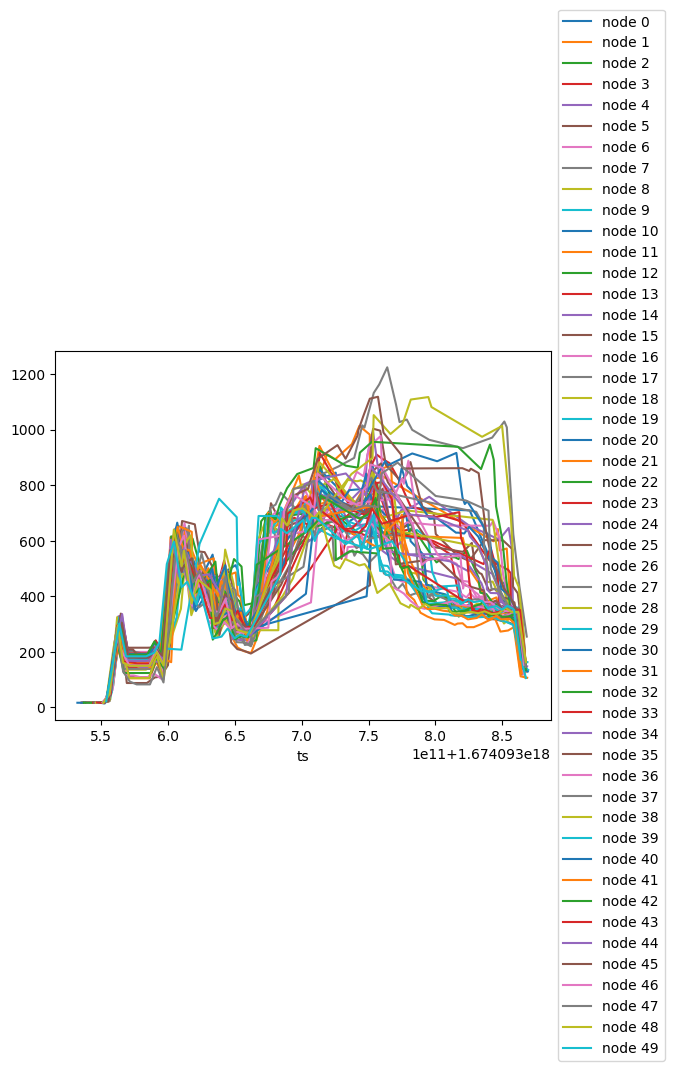 1200
1000
800
600
400
200
0
5.5 6.0 6.5 7.0 7.5 8.0 8.5
1e11+1.674093e18
ts
node 0
node 1
node 2
node 3
node 4
node 5
node 6
node 7
node 8
node 9
node 10
node 11
node 12
node 13
node 14
node 15
node 16
node 17
node 18
node 19
node 20
node 21
node 22
node 23
node 24
node 25
node 26
node 27
node 28
node 29
node 30
node 31
node 32
node 33
node 34
node 35
node 36
node 37
node 38
node 39
node 40
node 41
node 42
node 43
node 44
node 45
node 46
node 47
node 48
node 49